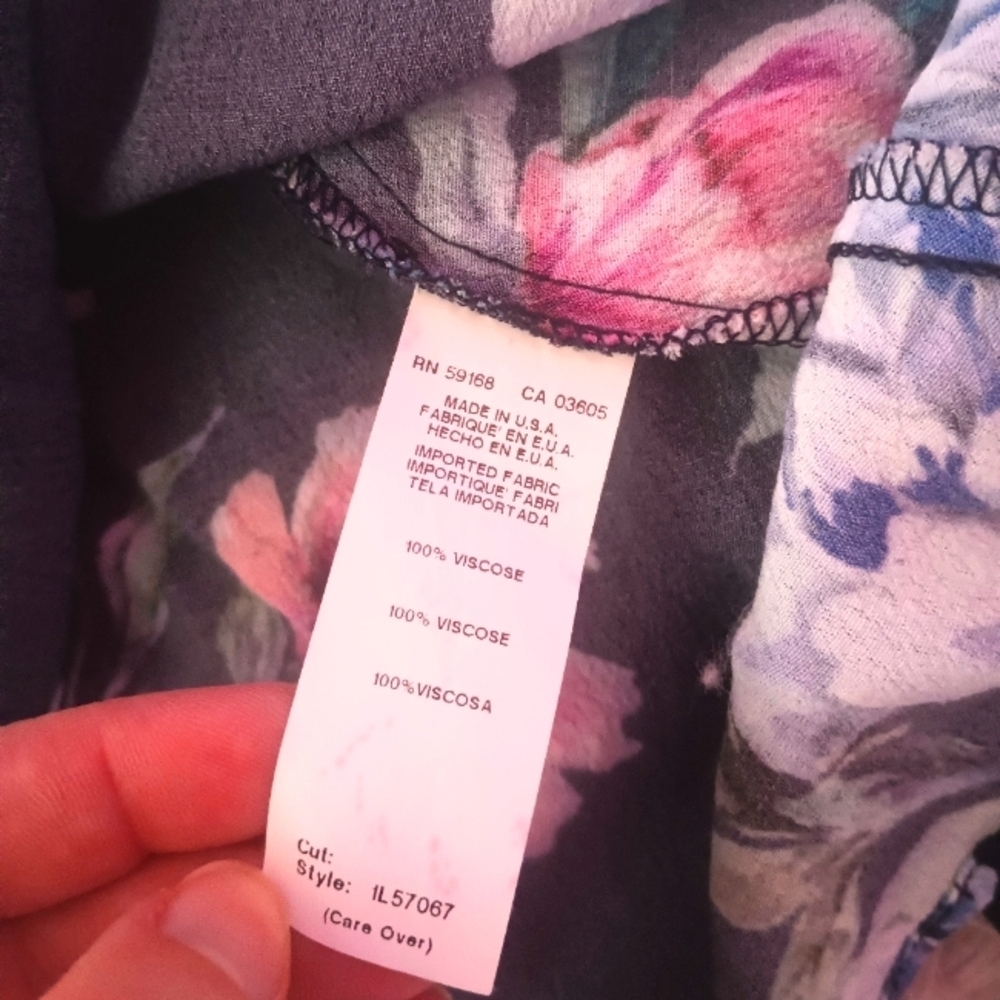 RN 59168 CA 03605
MADE IN U.S.A.
FABRIQUE' EN E.U.A.
HECHO EN E.U.A.
IMPORTED FABRIC
IMPORTIQUE' FABRI
TELA IMPORTADA
100% VISCOSE
100% VISCOSE
100%VISCOSA
Cut:
Style: 1L57067
(Care Over)